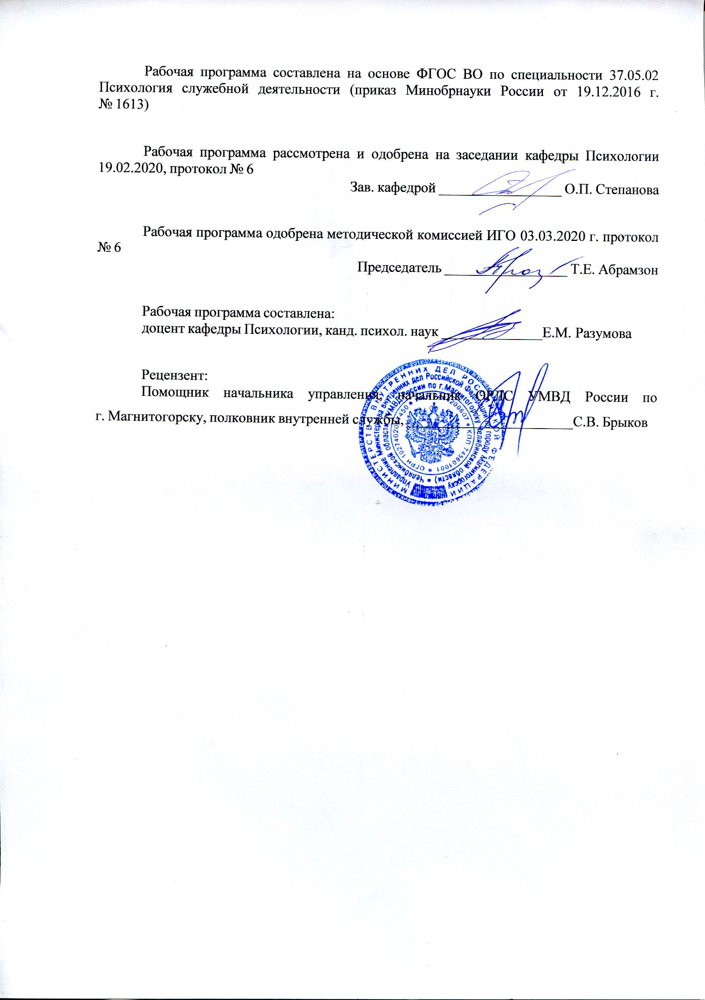 Рабочая программа составлена на основе ФГОС ВО по специальности 37.05.02
Психология служебной деятельности (приказ Минобрнауки России от 19.12.2016 г.
№ 1613)
Рабочая программа рассмотрена и одобрена на заседании кафедры Психологии
19.02.2020, протокол № 6
Зав. кафедрой ________________ О.П. Степанова
Рабочая программа одобрена методической комиссией ИГО 03.03.2020 г. протокол
№ 6
Председатель ________________ Т.Е. Абрамзон
Рабочая программа составлена:
доцент кафедры Психологии, канд. психол. наук ______________Е.М. Разумова
Рецензент:
Помощник начальника управления, начальник ОРЛС УМВД России по
г. Магнитогорску, полковник внутренней службы, ______________________С.В. Брыков
МИНИСТЕРСТВО ВНУТРЕННИХ ДЕЛ РОССИЙСКОЙ ФЕДЕРАЦИИ
Управление Министерства внутренних дел Российской Федерации по городу Магнитогорску
Челябинской области (УМВД России по г.Магнитогорску Челябинской области)
КПП 745601001 * ОГРН